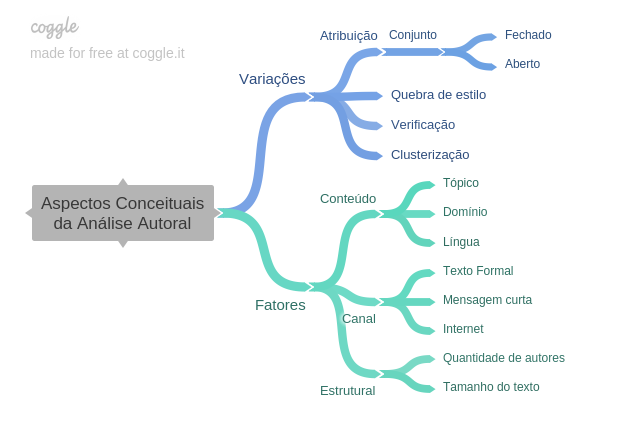 coggle
made for free at coggle.it
Aspectos Conceituais
da Análise Autoral
Variações
Atribuição
Conjunto
Fechado
Aberto
Quebra de estilo
Verificação
Clusterização
Fatores
Conteúdo
Tópico
Domínio
Língua
Canal
Texto Formal
Mensagem curta
Internet
Estrutural
Quantidade de autores
Tamanho do texto